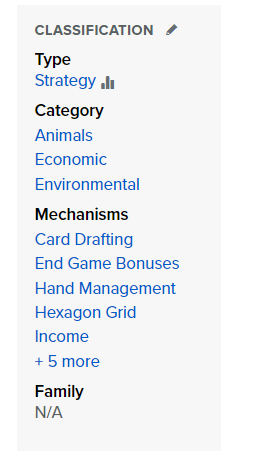 CLASSIFICATION
Type
Strategy
Category
Animals
Economic
Environmental
Mechanisms
Card Drafting
End Game Bonuses
Hand Management
Hexagon Grid
Income
+ 5 more
Family
N/A